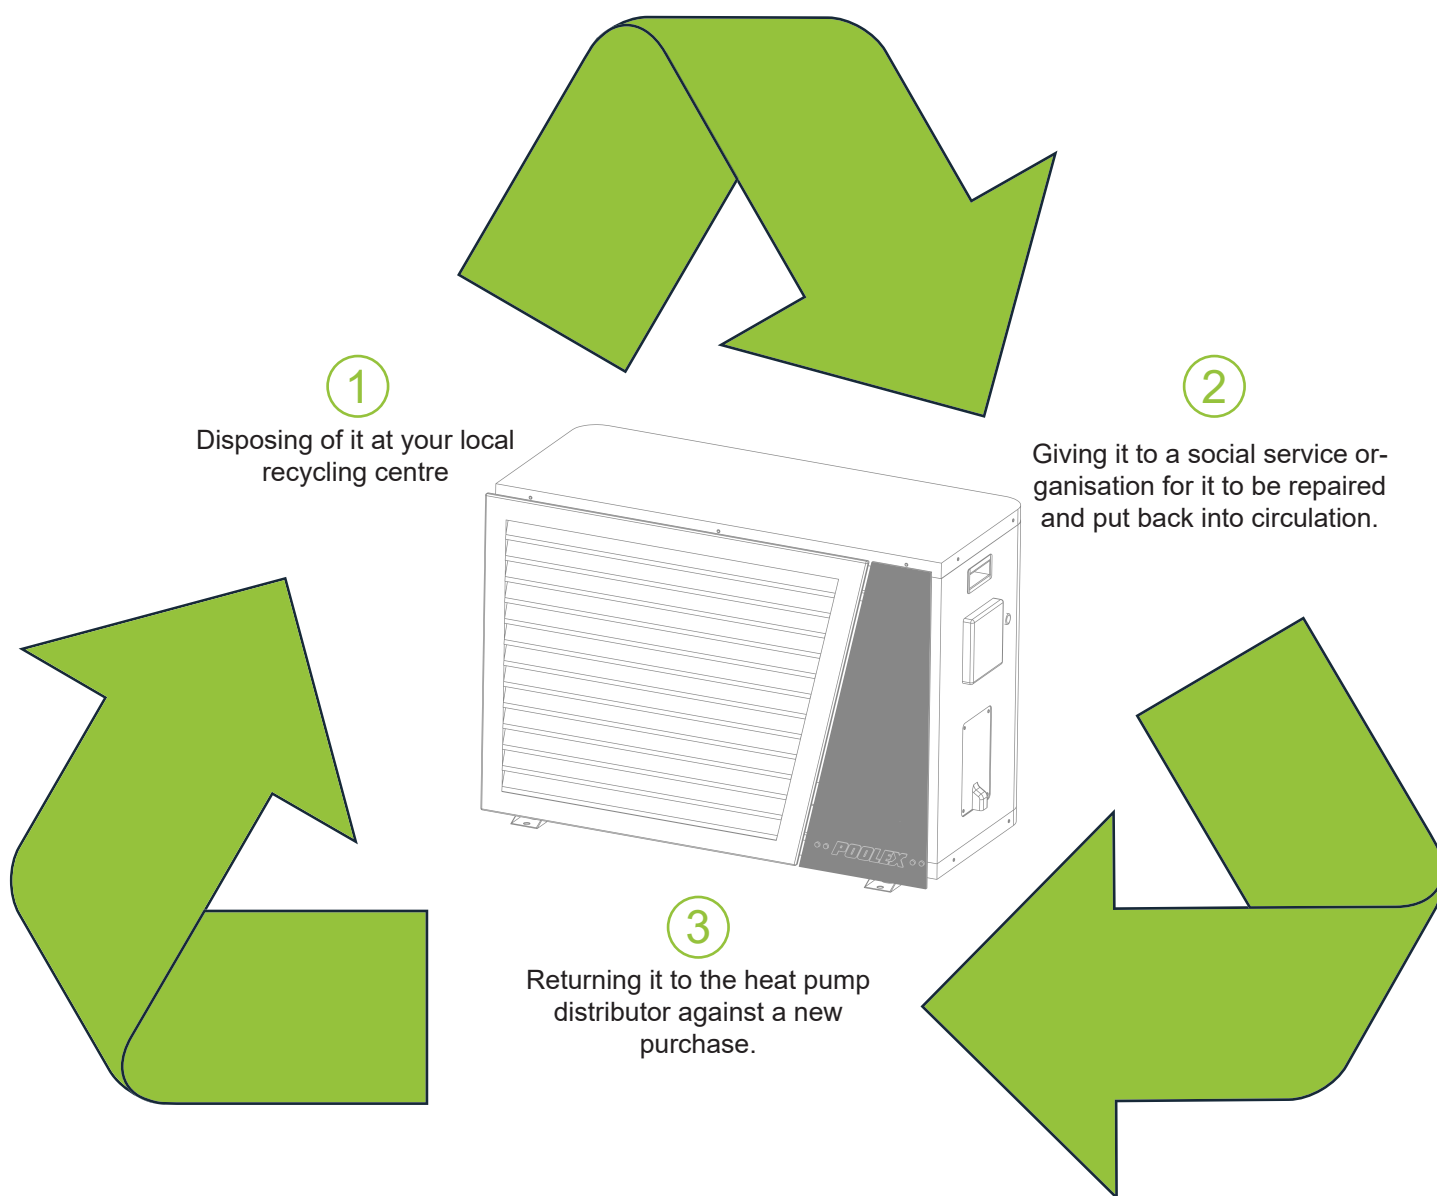 1
Disposing of it at your local
recycling centre
2
Giving it to a social service or-
ganisation for it to be repaired
and put back into circulation.
POOLEX
3
Returning it to the heat pump
distributor against a new
purchase.